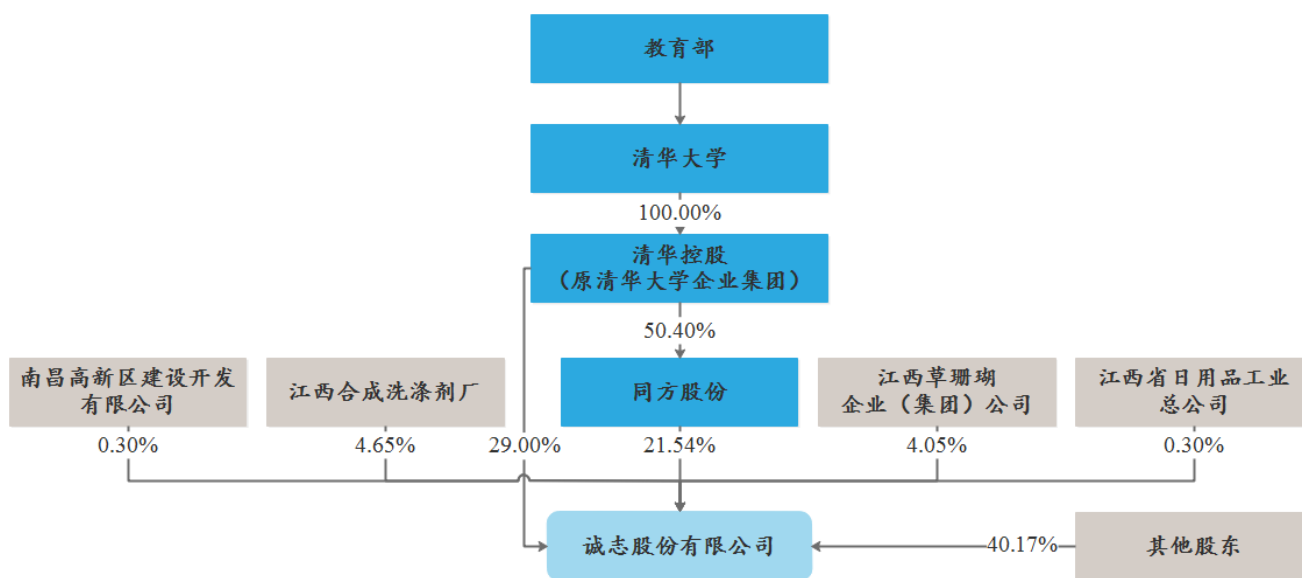 教育部
清华大学
100.00%
清华控股
（原清华大学企业集团）
50.40%
南昌高新区建设开发
有限公司
江西合成洗涤剂厂
同方股份
江西草珊瑚
企业（集团）公司
江西省日用品工业
总公司
0.30%
4.65%
29.00%
21.54%
4.05%
0.30%
诚志股份有限公司
40.17%
其他股东